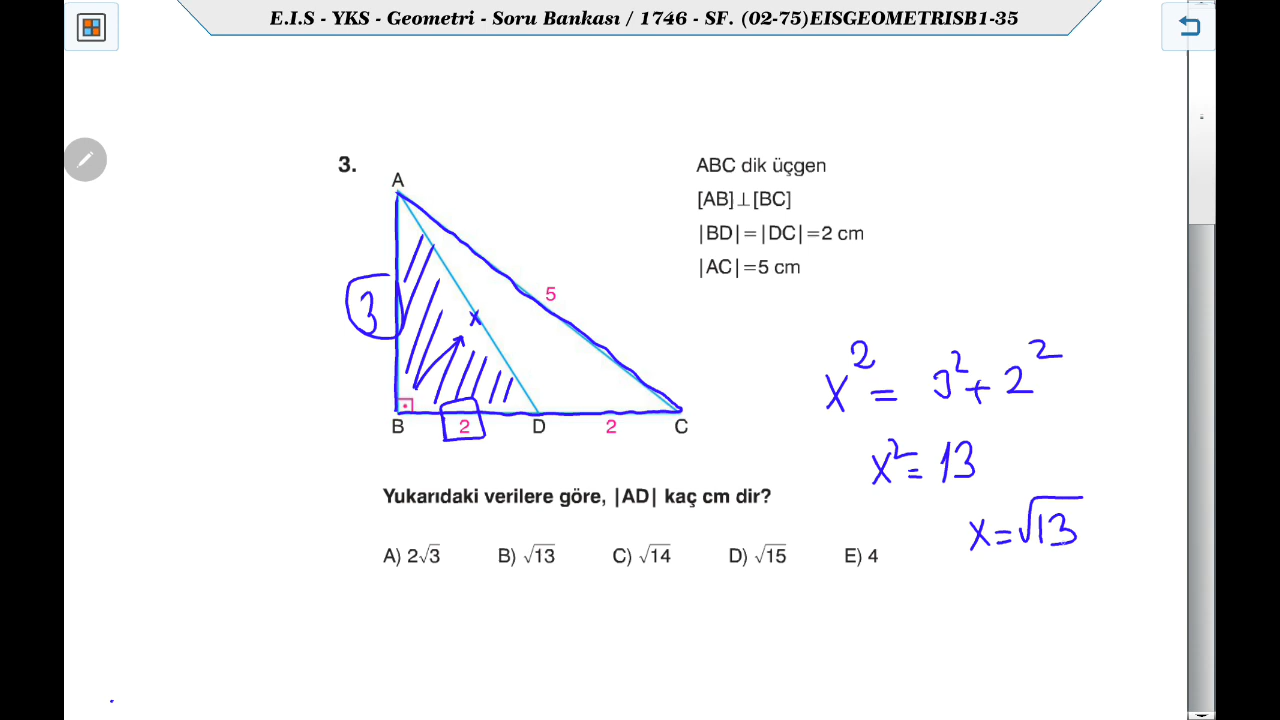 E.I.S - YKS - Geometri - Soru Bankası / 1746 - SF. (02-75)EISGEOMETRISB1-35
3.
A
ABC dik üçgen
[AB]⊥[BC]
|BD|=|DC|=2 cm
|AC|=5 cm
5
3
x
B 2 D 2 C
x² = 3² + 2²
x² = 13
x = √13
Yukarıdaki verilere göre, |AD| kaç cm dir?
A) 2√3 B) √13 C) √14 D) √15 E) 4